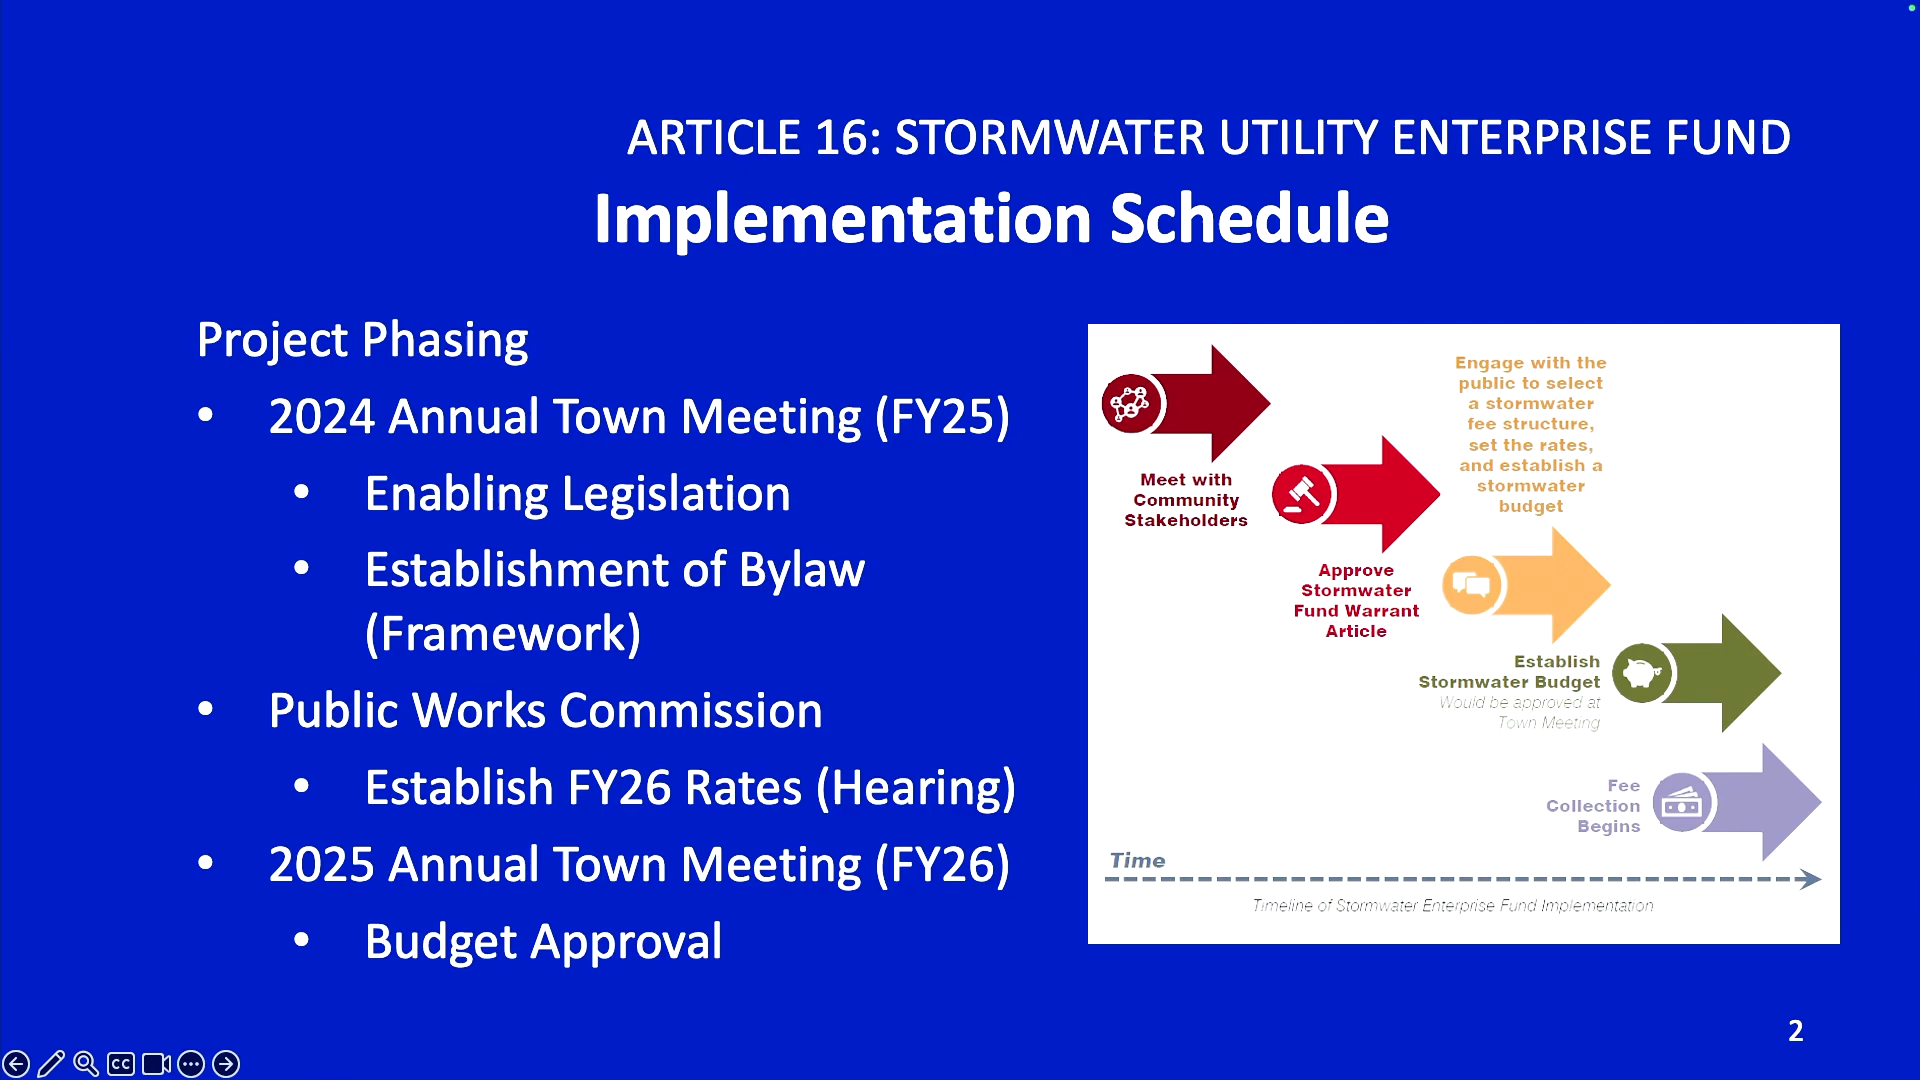 ARTICLE 16: STORMWATER UTILITY ENTERPRISE FUND
Implementation Schedule
Project Phasing
• 2024 Annual Town Meeting (FY25)
• Enabling Legislation
• Establishment of Bylaw
(Framework)
• Public Works Commission
• Establish FY26 Rates (Hearing)
• 2025 Annual Town Meeting (FY26)
• Budget Approval
Meet with
Community
Stakeholders
Approve
Stormwater
Fund Warrant
Article
Engage with the
public to select
a stormwater
fee structure,
set the rates,
and establish a
stormwater
budget
Establish
Stormwater Budget
Would be approved at
Town Meeting
Fee
Collection
Begins
Time
Timeline of Stormwater Enterprise Fund Implementation
2
CC